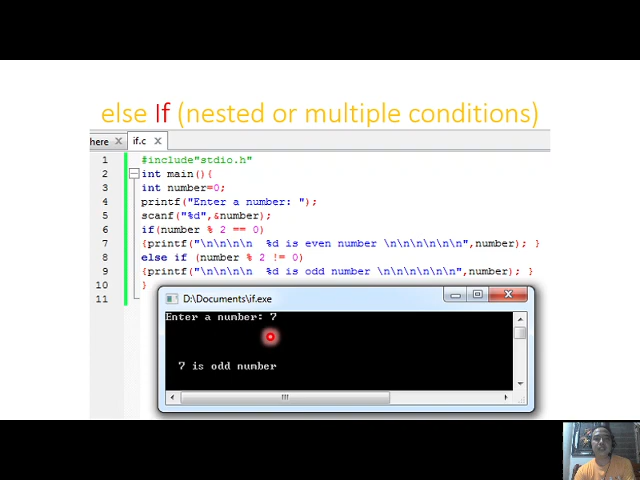 else If (nested or multiple conditions)
here
if.c
1 #include"stdio.h"
2 int main(){
3 int number=0;
4 printf("Enter a number: ");
5 scanf("%d",&number);
6 if(number % 2 == 0)
7 {printf("\n\n\n\n  %d is even number \n\n\n\n\n\n",number); }
8 else if (number % 2 != 0)
9 {printf("\n\n\n\n  %d is odd number \n\n\n\n\n\n",number); }
10 }
11
D:\Documents\if.exe
Enter a number: 7
7 is odd number